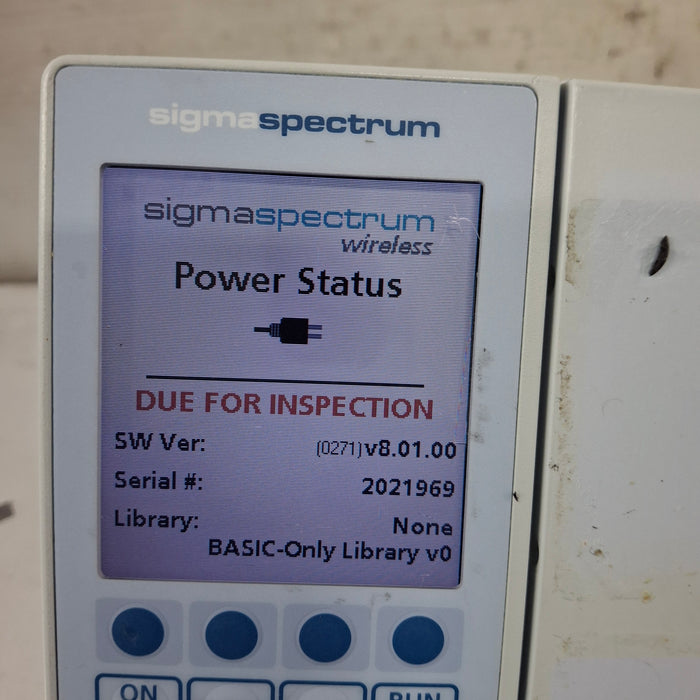 sigmaspectrum
sigmaspectrum
wireless
Power Status
DUE FOR INSPECTION
SW Ver: (0271)v8.01.00
Serial #: 2021969
Library: None
BASIC-Only Library v0
ON RUN